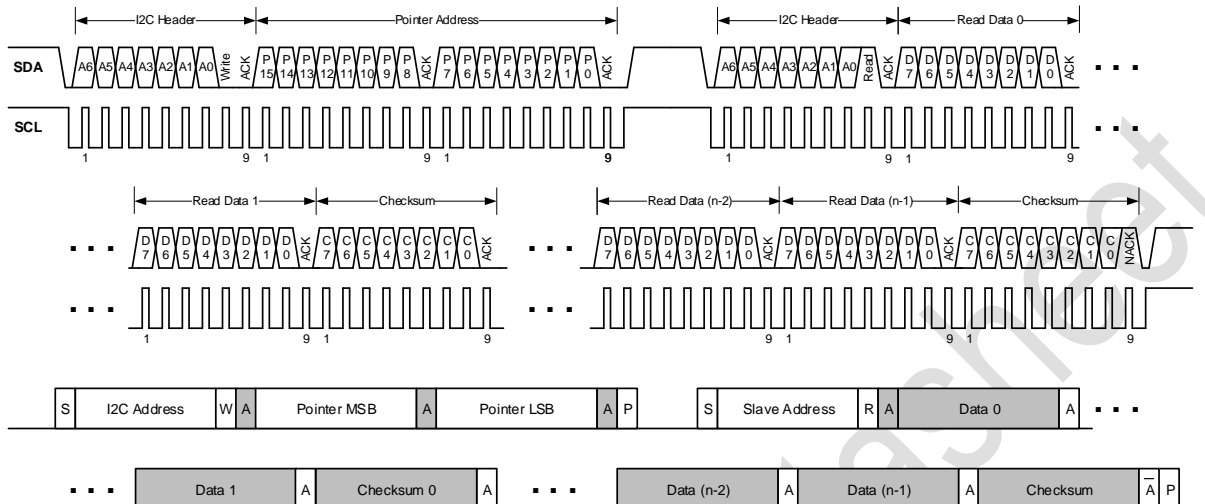 I2C Header Pointer Address I2C Header Read Data 0
SDA A6 A5 A4 A3 A2 A1 A0 Write ACK P15 P14 P13 P12 P11 P10 P9 P8 ACK P7 P6 P5 P4 P3 P2 P1 P0 ACK A6 A5 A4 A3 A2 A1 A0 Read ACK D7 D6 D5 D4 D3 D2 D1 D0 ACK
SCL
1 9 1 9 1 9 1 9 1 9
Read Data 1 Checksum Read Data (n-2) Read Data (n-1) Checksum
D7 D6 D5 D4 D3 D2 D1 D0 ACK C7 C6 C5 C4 C3 C2 C1 C0 ACK D7 D6 D5 D4 D3 D2 D1 D0 ACK D7 D6 D5 D4 D3 D2 D1 D0 ACK C7 C6 C5 C4 C3 C2 C1 C0 NACK
1 9 1 9 9 1 9 1 9
S I2C Address W A Pointer MSB A Pointer LSB A P S Slave Address R A Data 0 A
Data 1 A Checksum 0 A Data (n-2) A Data (n-1) A Checksum A̅ P